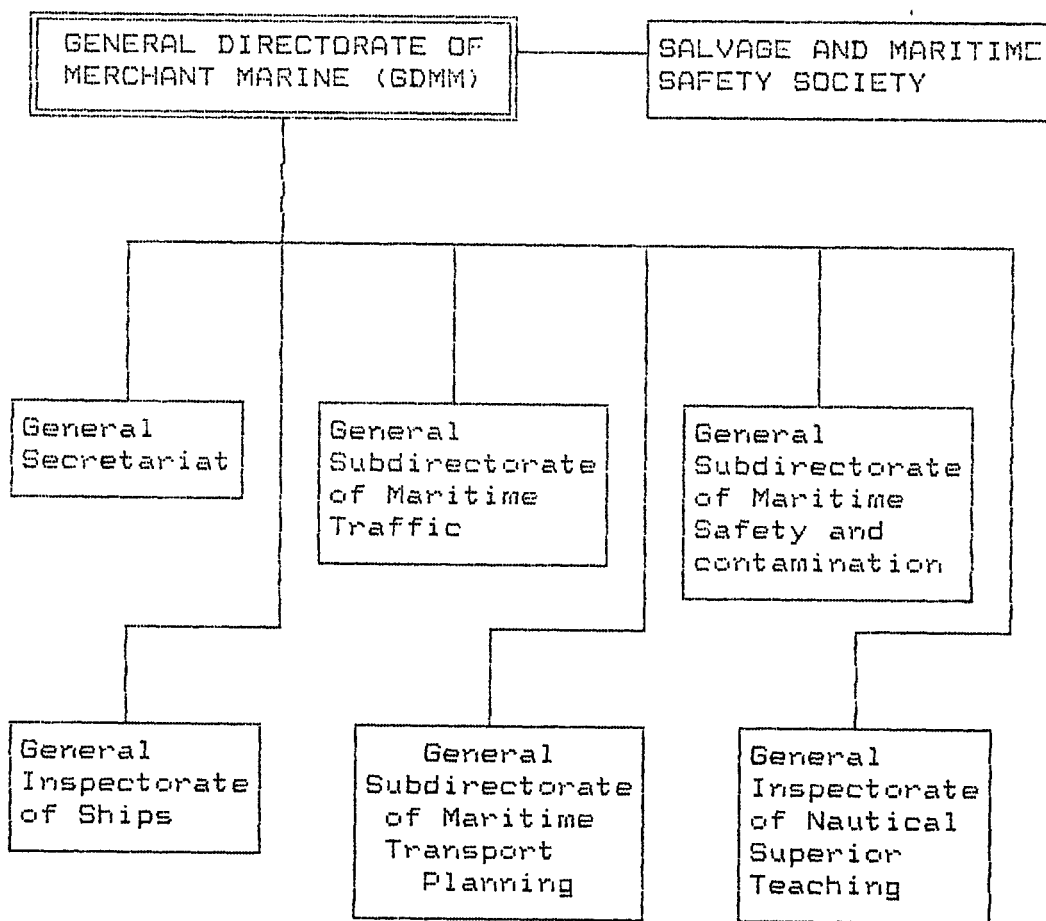 GENERAL DIRECTORATE OF
MERCHANT MARINE (GDMM)
SALVAGE AND MARITIME
SAFETY SOCIETY
General
Secretariat
General
Subdirectorate
of Maritime
Traffic
General
Subdirectorate
of Maritime
Safety and
contamination
General
Inspectorate
of Ships
General
Subdirectorate
of Maritime
Transport
Planning
General
Inspectorate
of Nautical
Superior
Teaching